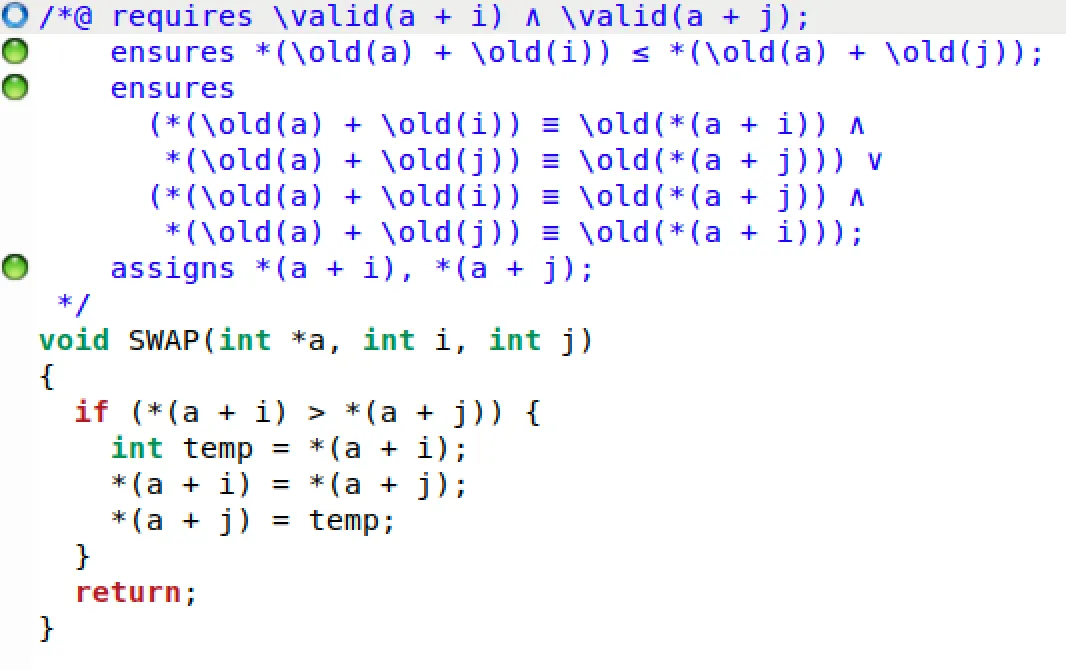 /*@ requires \valid(a + i) ∧ \valid(a + j);
    ensures *(\old(a) + \old(i)) ≤ *(\old(a) + \old(j));
    ensures
      (*(\old(a) + \old(i)) ≡ \old(*(a + i)) ∧
       *(\old(a) + \old(j)) ≡ \old(*(a + j))) ∨
      (*(\old(a) + \old(i)) ≡ \old(*(a + j)) ∧
       *(\old(a) + \old(j)) ≡ \old(*(a + i)));
    assigns *(a + i), *(a + j);
 */
void SWAP(int *a, int i, int j)
{
  if (*(a + i) > *(a + j)) {
    int temp = *(a + i);
    *(a + i) = *(a + j);
    *(a + j) = temp;
  }
  return;
}